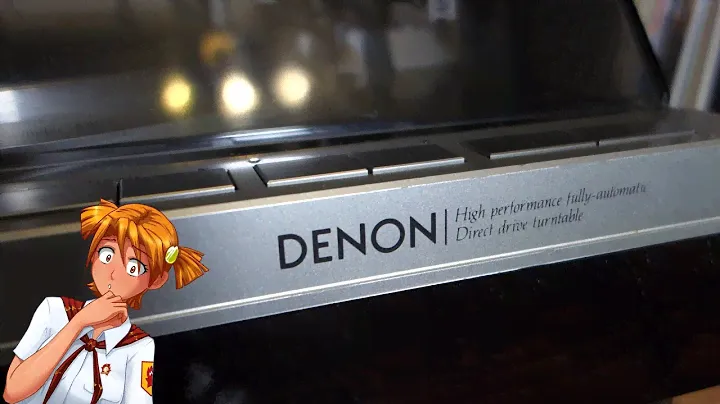 DENON
High performance fully-automatic
Direct drive turntable